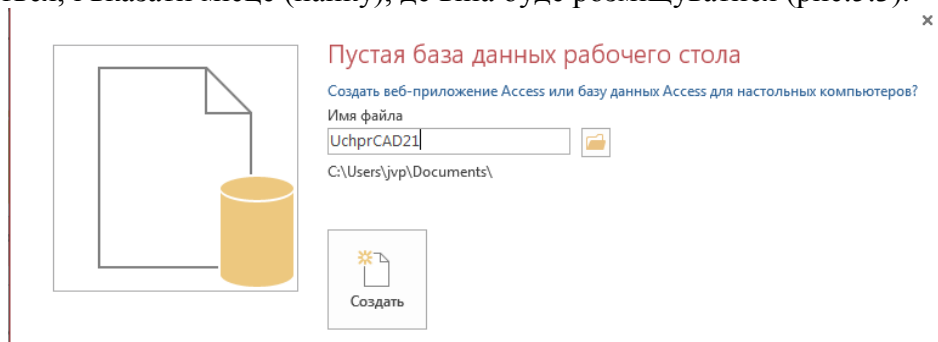 Пустая база данных рабочего стола
Создать веб-приложение Access или базу данных Access для настольных компьютеров?
Имя файла
UchprCAD21
C:\Users\jvp\Documents\
Создать